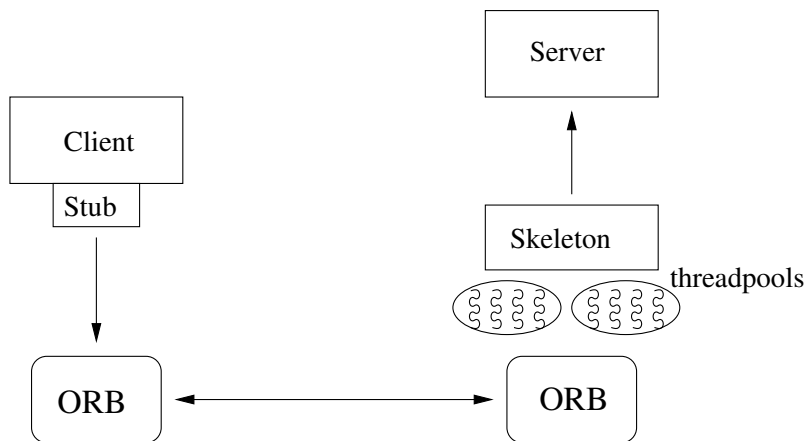 Server
Client
Stub
Skeleton
threadpools
ORB
ORB